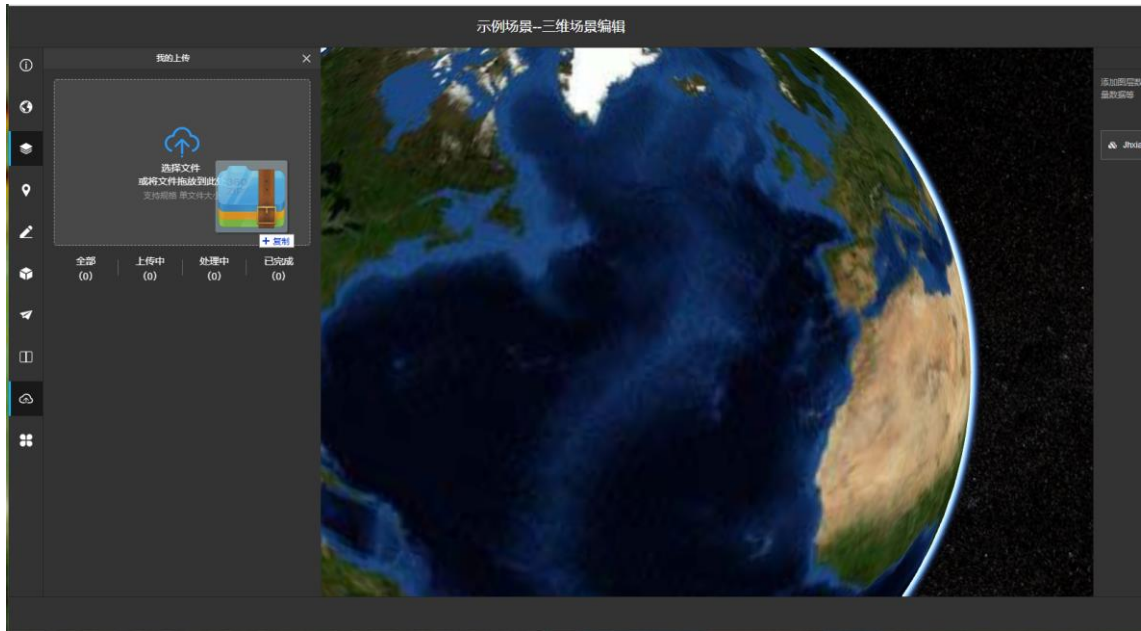 示例场景--三维场景编辑
我的上传
选择文件
或将文件拖放到此
支持规格 单文件大
+ 复制
全部
(0)
上传中
(0)
处理中
(0)
已完成
(0)
添加图层数
量数据等